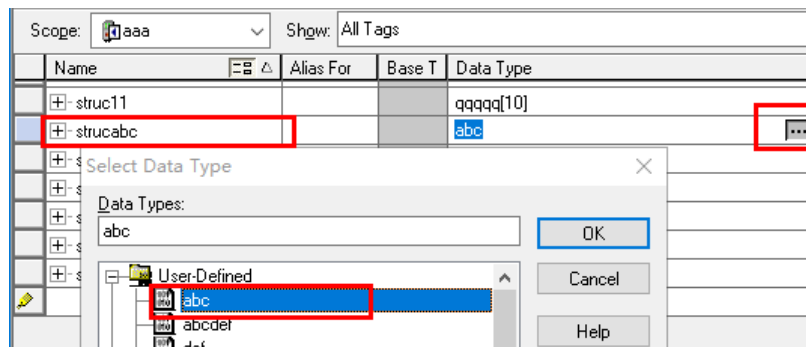 Scope: aaa Show: All Tags
Name Alias For Base T Data Type
struc11 qqqqq[10]
strucabc abc ...
Select Data Type
Data Types:
abc OK
User-Defined Cancel
abc
abcdef Help